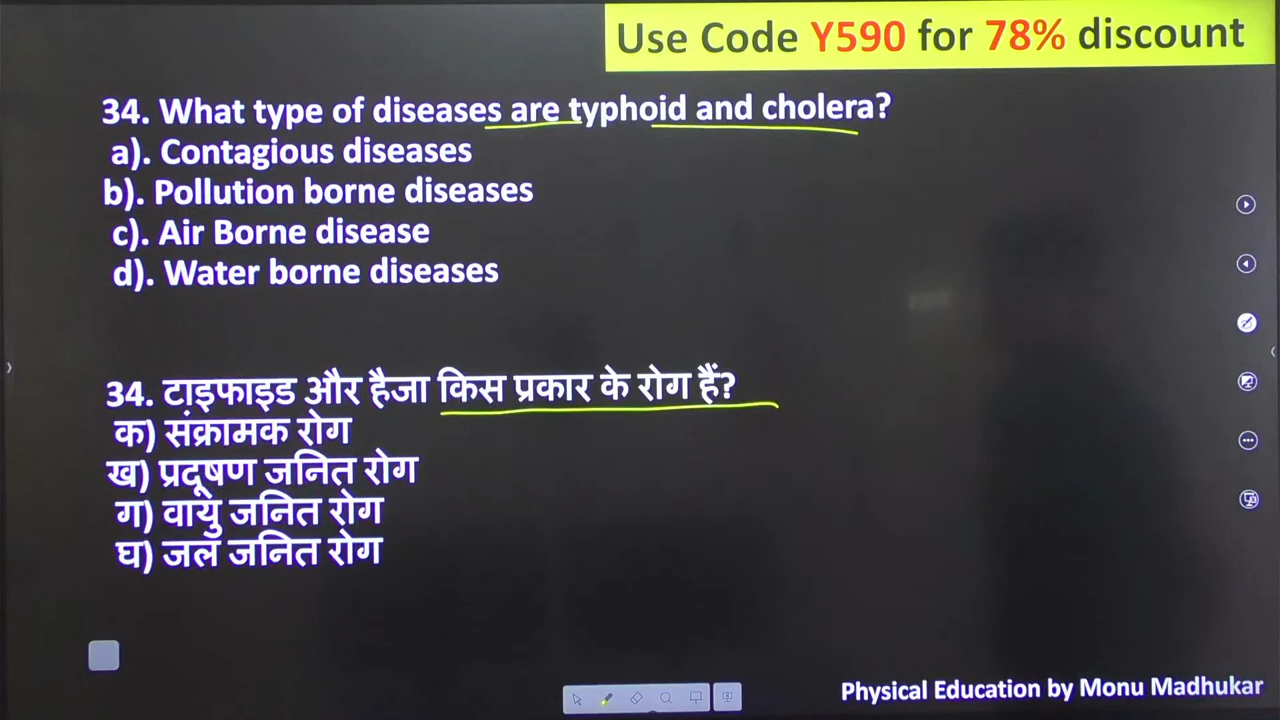 Use Code Y590 for 78% discount
34. What type of diseases are typhoid and cholera?
a). Contagious diseases
b). Pollution borne diseases
c). Air Borne disease
d). Water borne diseases
34. टाइफाइड और हैजा किस प्रकार के रोग हैं?
क) संक्रामक रोग
ख) प्रदूषण जनित रोग
ग) वायु जनित रोग
घ) जल जनित रोग
Physical Education by Monu Madhukar